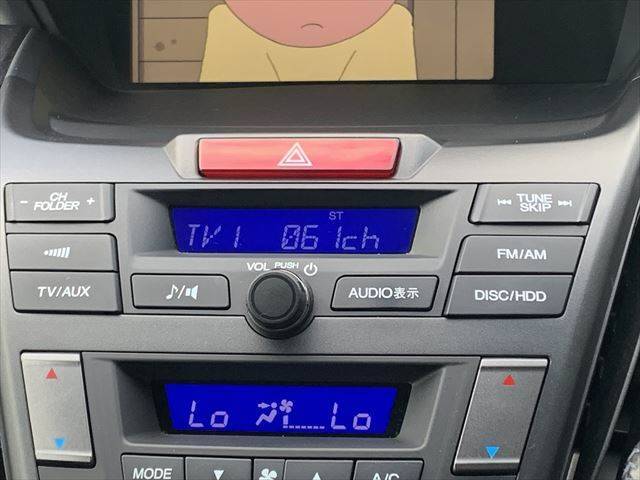 - CH FOLDER +
ST
TV1 061ch
⏮ TUNE SKIP ⏭
FM/AM
TV/AUX
VOL PUSH
AUDIO表示
DISC/HDD
Lo Lo
MODE
A/C